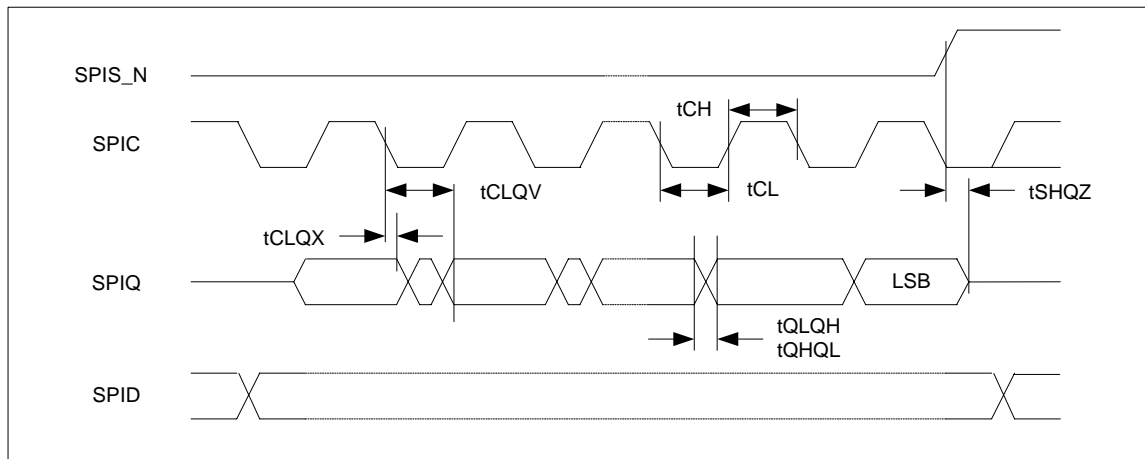 SPIS_N
tCH
SPIC
tCLQV
tCL
tSHQZ
tCLQX
SPIQ
LSB
tQLQH
tQHQL
SPID